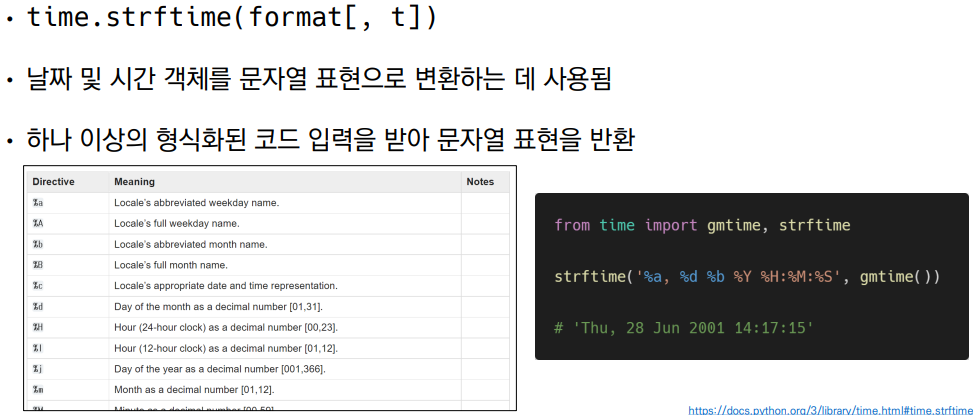 • time.strftime(format[, t])
• 날짜 및 시간 객체를 문자열 표현으로 변환하는 데 사용됨
• 하나 이상의 형식화된 코드 입력을 받아 문자열 표현을 반환
Directive Meaning Notes
%a Locale's abbreviated weekday name.
%A Locale's full weekday name.
%b Locale's abbreviated month name.
%B Locale's full month name.
%c Locale's appropriate date and time representation.
%d Day of the month as a decimal number [01,31].
%H Hour (24-hour clock) as a decimal number [00,23].
%I Hour (12-hour clock) as a decimal number [01,12].
%j Day of the year as a decimal number [001,366].
%m Month as a decimal number [01,12].
%M Minute as a decimal number [00,59].
from time import gmtime, strftime
strftime('%a, %d %b %Y %H:%M:%S', gmtime())
# 'Thu, 28 Jun 2001 14:17:15'
https://docs.python.org/3/library/time.html#time.strftime